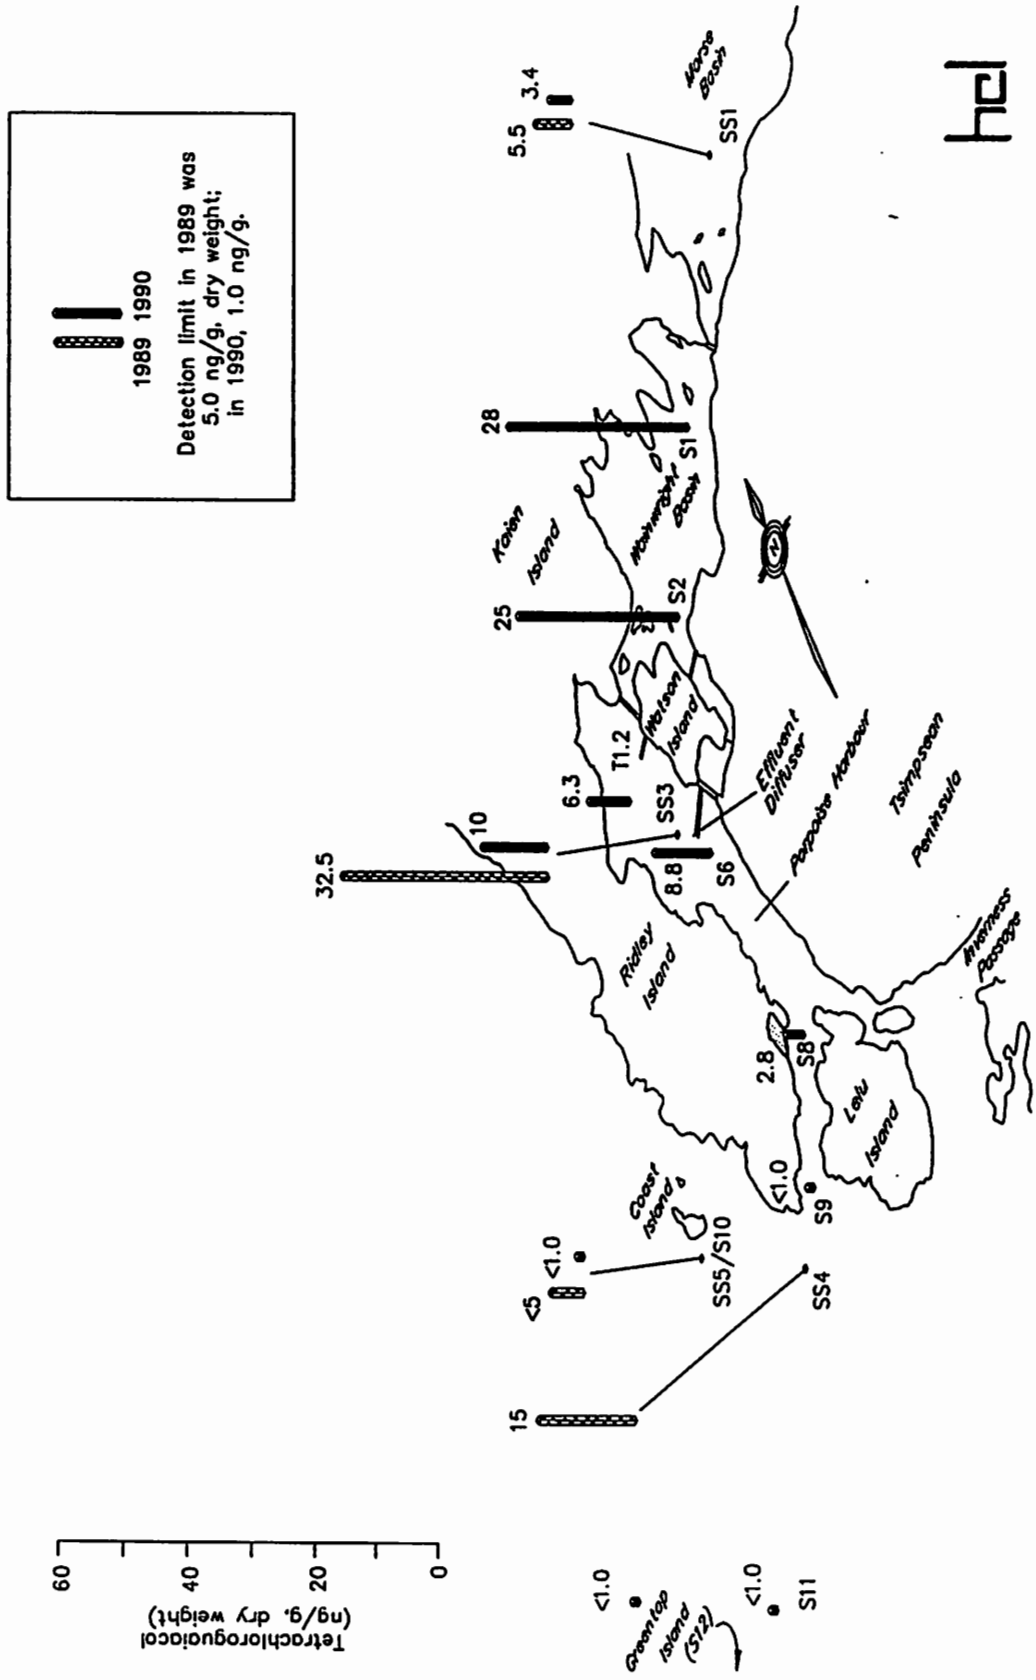 Tetrachloroguaiacol
(ng/g, dry weight)
60
40
20
0
1989 1990
Detection limit in 1989 was
5.0 ng/g, dry weight;
in 1990, 1.0 ng/g.
<1.0
Greentop
Island
(S12)
<1.0
S11
15
SS4
<5
<1.0
SS5/S10
Coast
Island
<1.0
S9
2.8
S8
Lelu
Island
Ridley
Island
32.5
10
SS3
8.8
S6
6.3
T1.2
Watson
Island
Effluent
Diffuser
Porpoise Harbour
Tsimpsean
Peninsula
Inverness
Passage
25
S2
Kaien
Island
Wainwright
Basin
28
S1
N
5.5
3.4
SS1
Morse
Basin
hcl